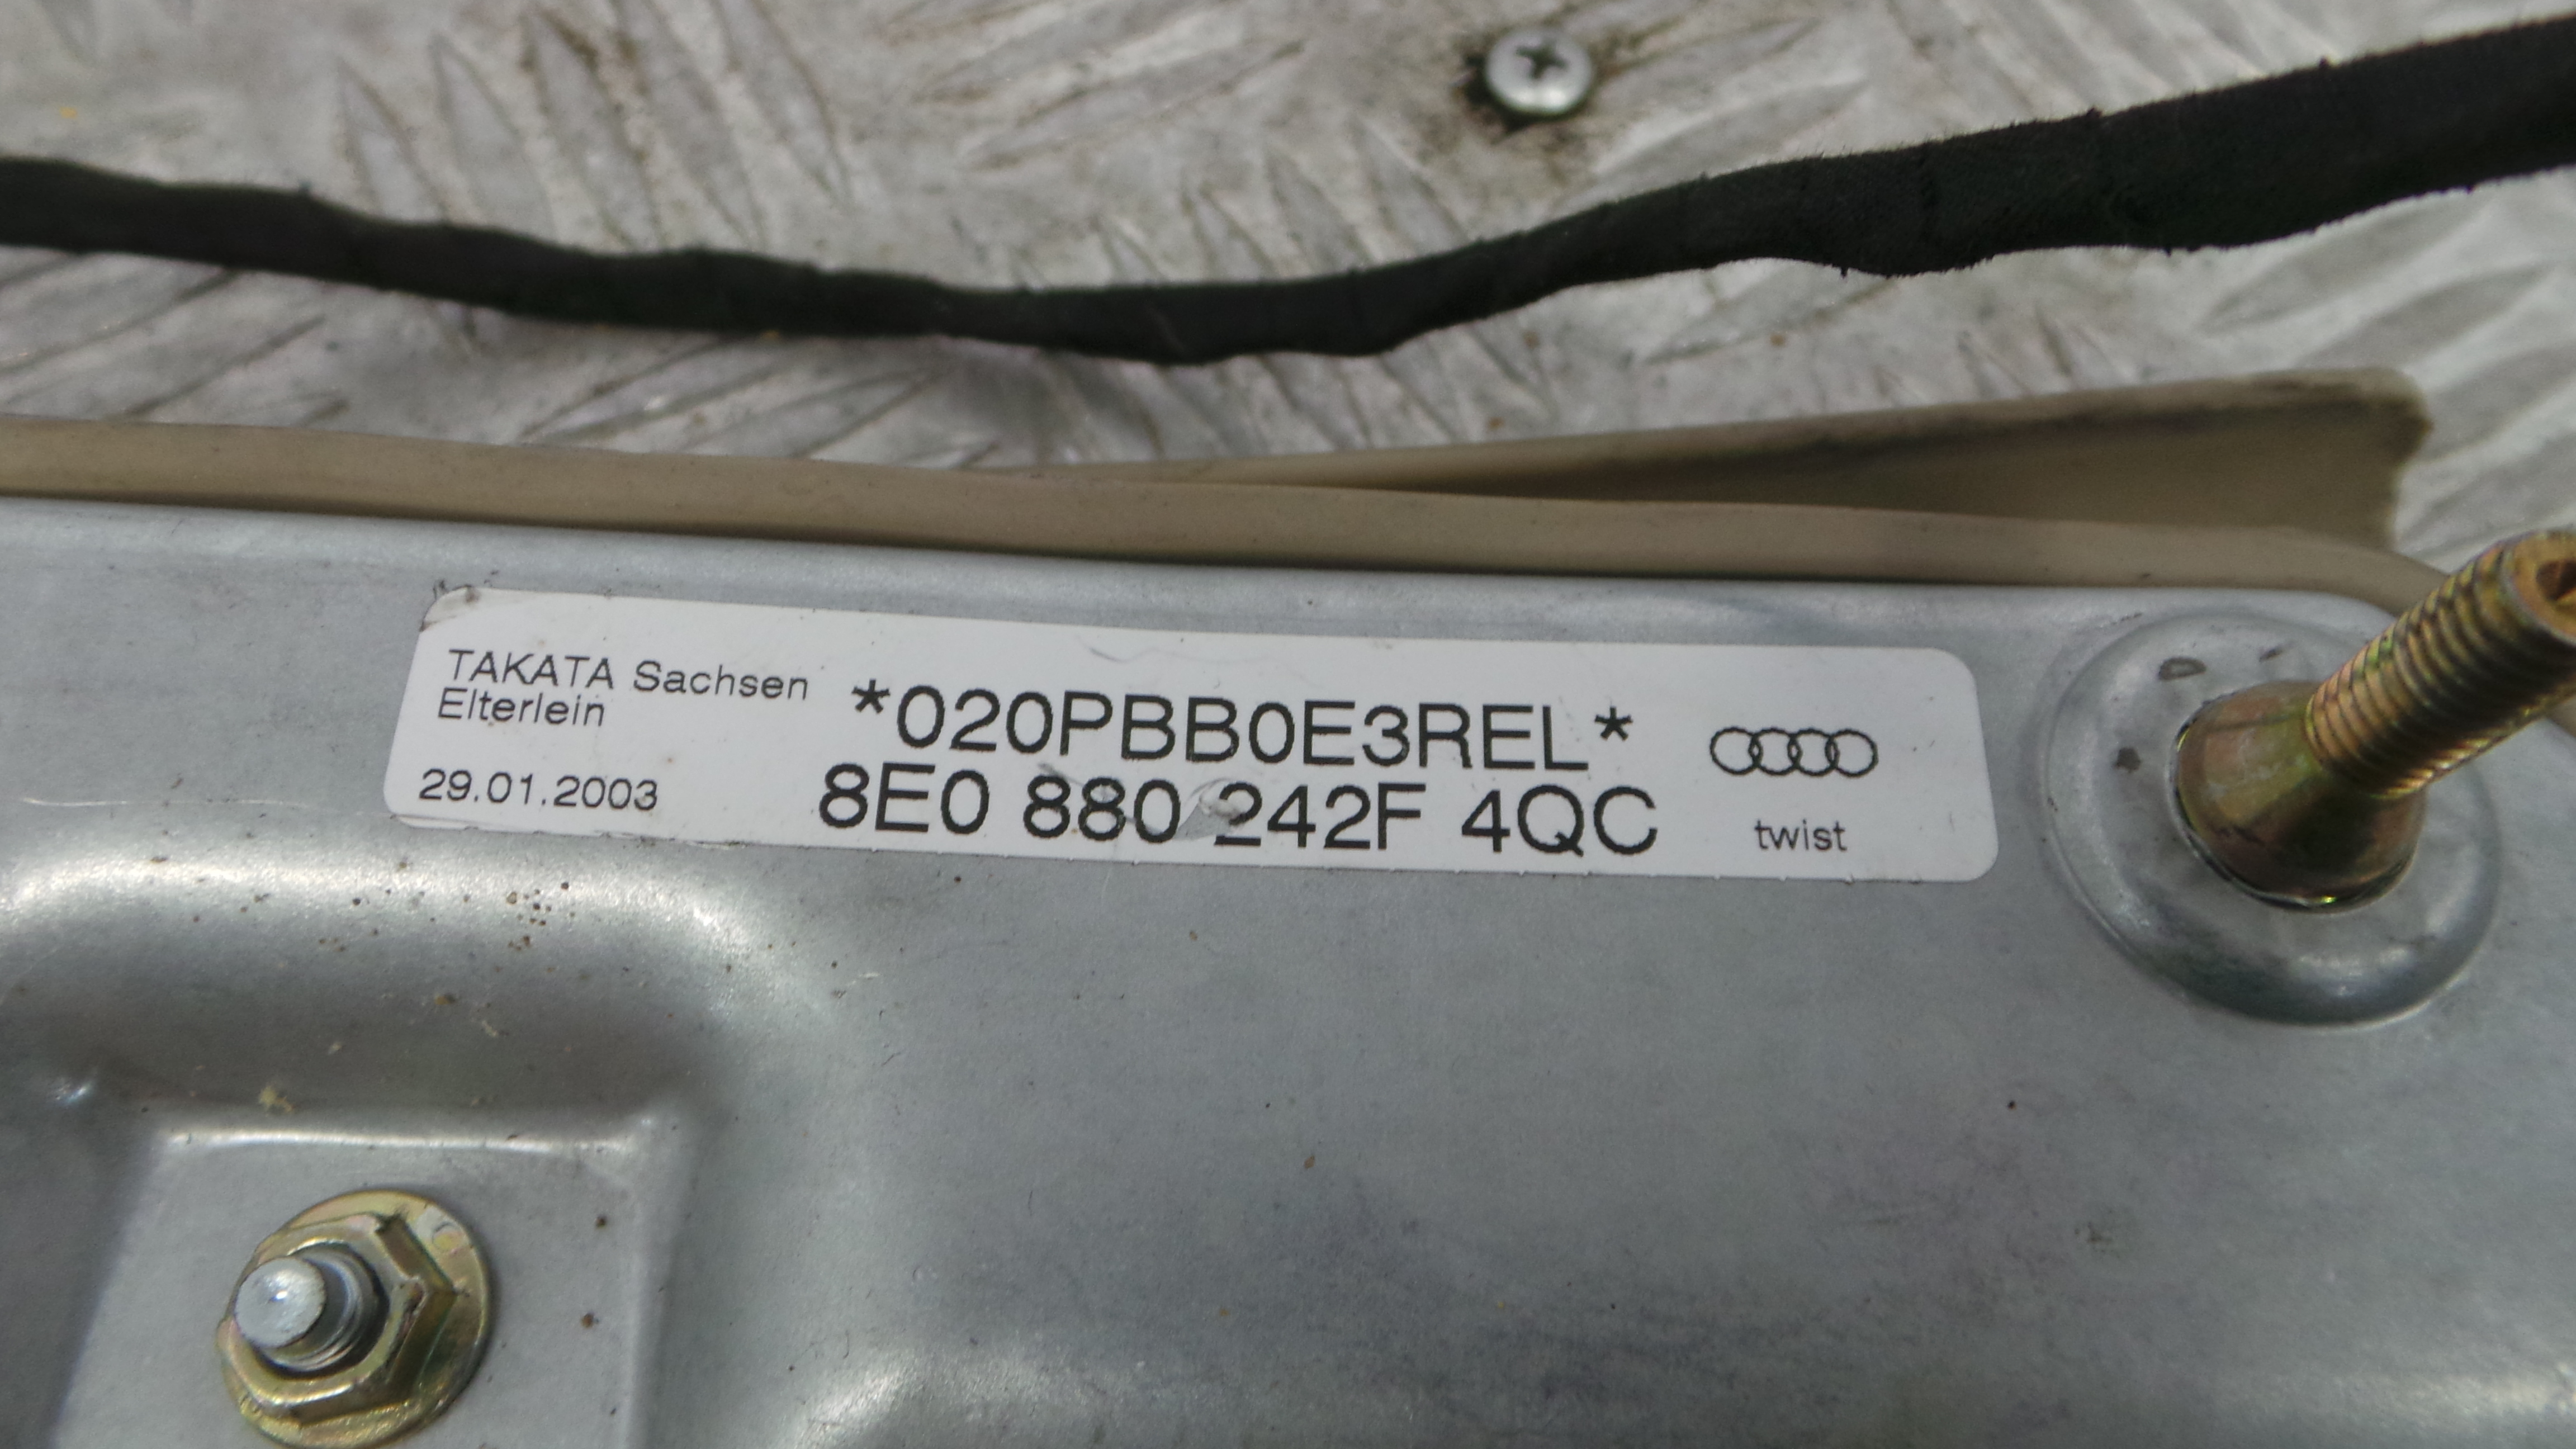 TAKATA Sachsen
Elterlein
29.01.2003
*020PBB0E3REL*
8E0 880 242F 4QC
twist